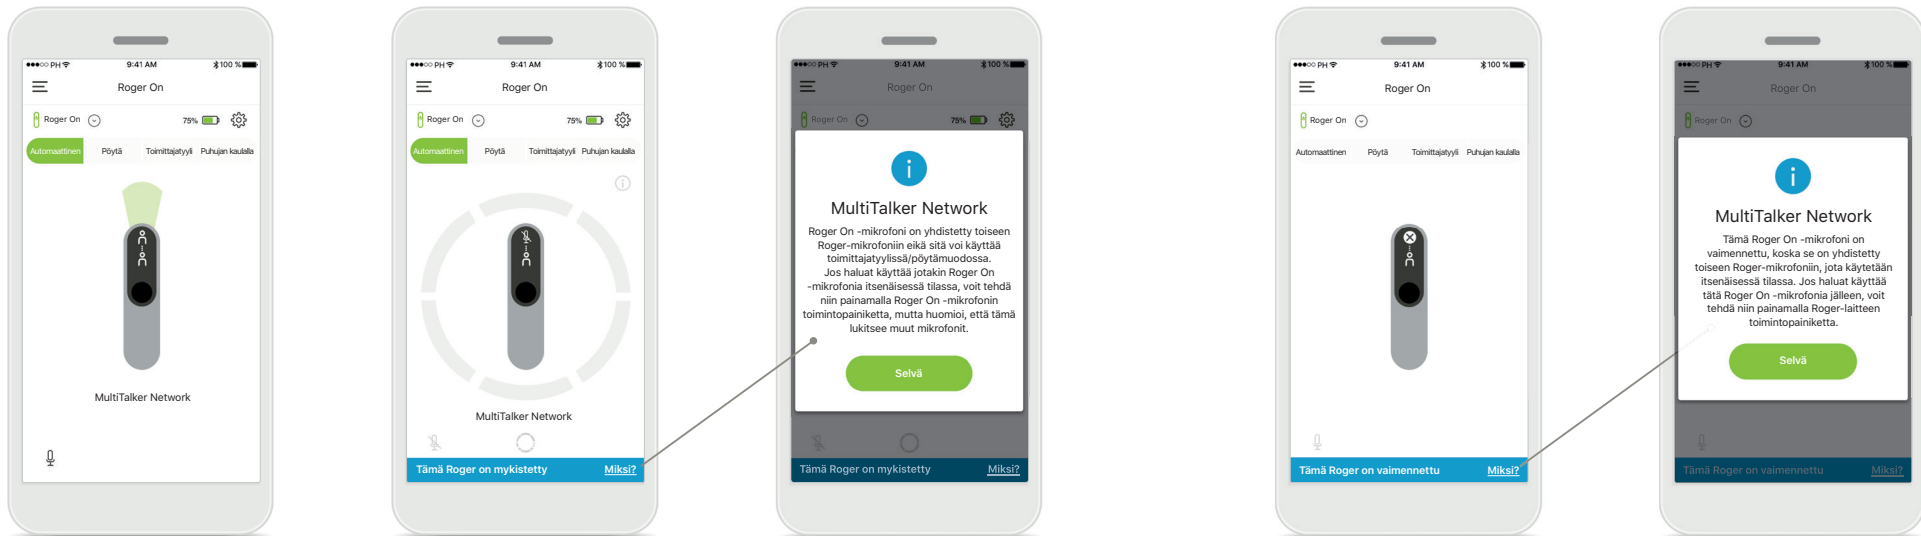 ●●●○○ PH 9:41 AM 100 %
Roger On
Roger On 75%
Automaattinen Pöytä Toimittajatyyli Puhujan kaulalla
MultiTalker Network
●●●○○ PH 9:41 AM 100 %
Roger On
Roger On 75%
Automaattinen Pöytä Toimittajatyyli Puhujan kaulalla
MultiTalker Network
Tämä Roger on mykistetty Miksi?
●●●○○ PH 9:41 AM 100 %
Roger On
Roger On 75%
MultiTalker Network
Roger On -mikrofoni on yhdistetty toiseen
Roger-mikrofoniin eikä sitä voi käyttää
toimittajatyylissä/pöytämuodossa.
Jos haluat käyttää jotakin Roger On
-mikrofonia itsenäisessä tilassa, voit tehdä
niin painamalla Roger On -mikrofonin
toimintopainiketta, mutta huomioi, että tämä
lukitsee muut mikrofonit.
Selvä
Tämä Roger on mykistetty Miksi?
●●●○○ PH 9:41 AM 100 %
Roger On
Roger On
Automaattinen Pöytä Toimittajatyyli Puhujan kaulalla
Tämä Roger on vaimennettu Miksi?
●●●○○ PH 9:41 AM 100 %
Roger On
Roger On
MultiTalker Network
Tämä Roger On -mikrofoni on
vaimennettu, koska se on yhdistetty
toiseen Roger-mikrofoniin, jota käytetään
itsenäisessä tilassa. Jos haluat käyttää
tätä Roger On -mikrofonia jälleen, voit
tehdä niin painamalla Roger-laitteen
toimintopainiketta.
Selvä
Tämä Roger on vaimennettu Miksi?